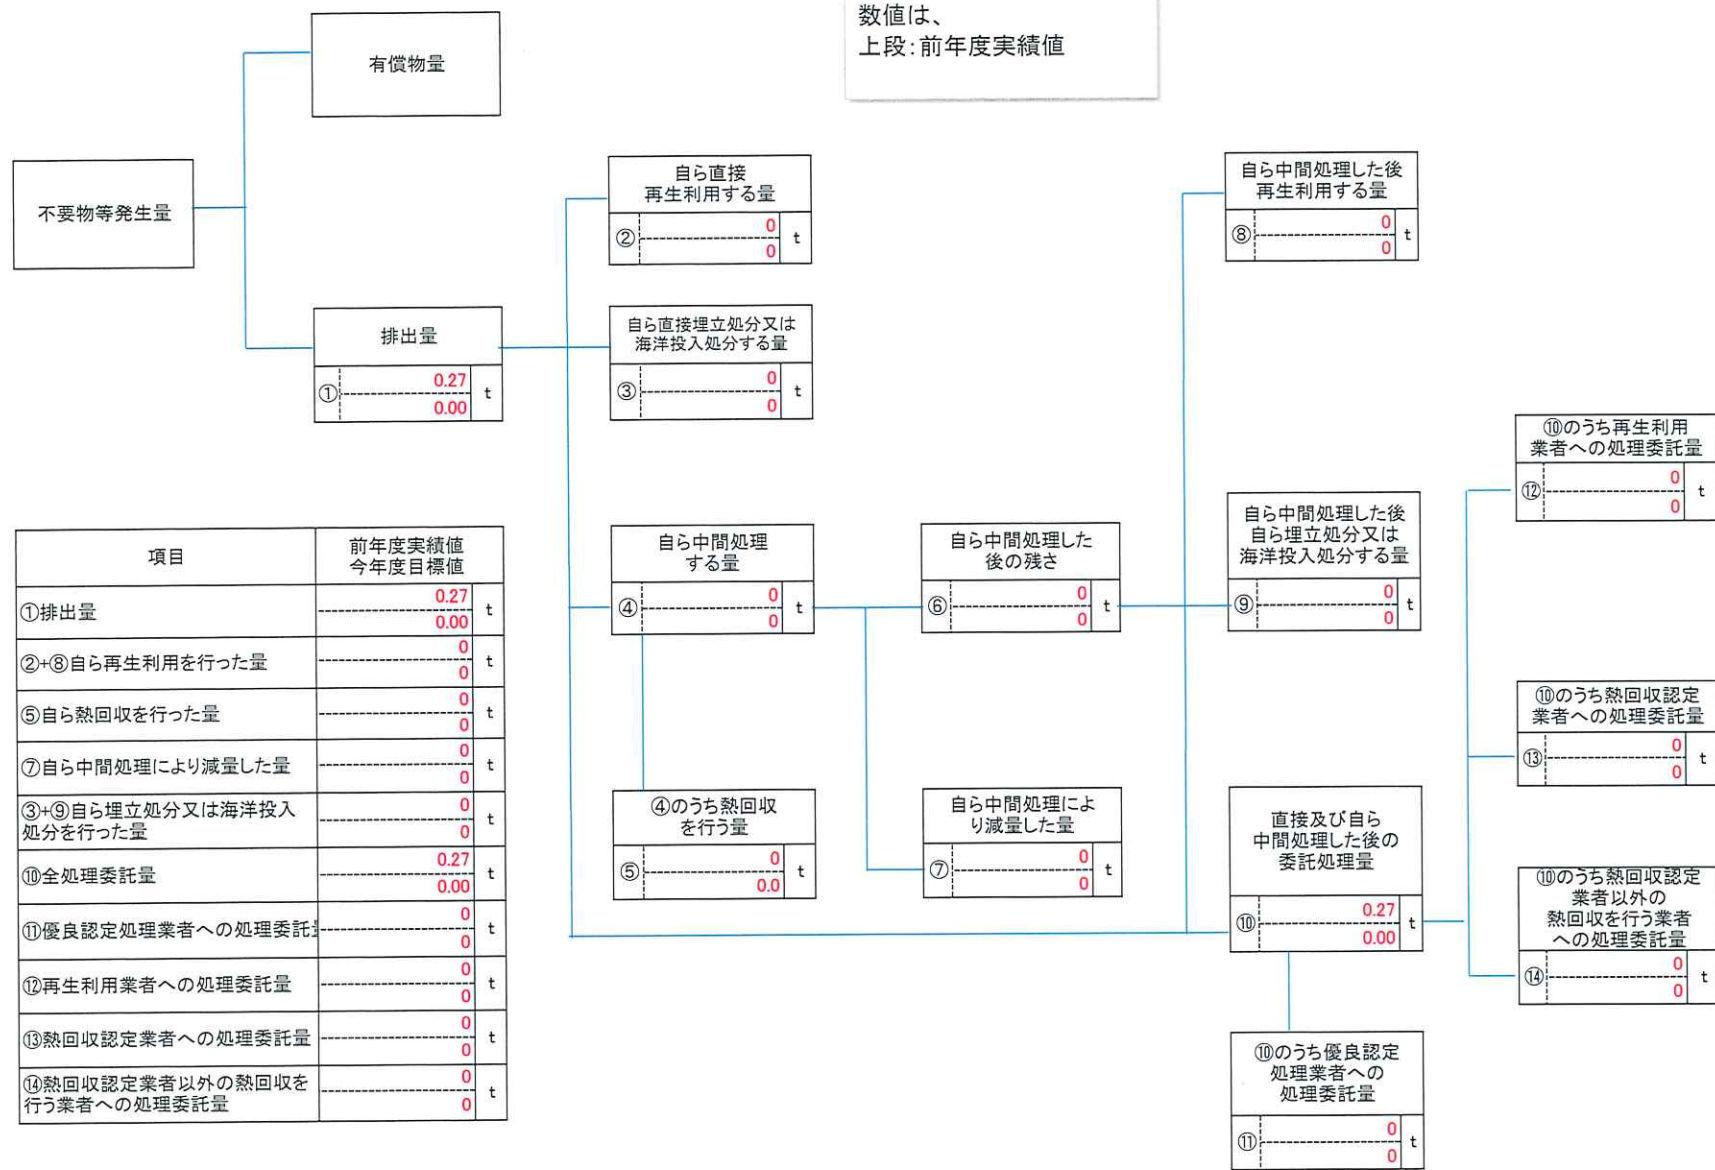 数値は、
上段:前年度実績値
有償物量
不要物等発生量
排出量
① 0.27 t
0.00
自ら直接
再生利用する量
② 0 t
0
自ら直接埋立処分又は
海洋投入処分する量
③ 0 t
0
自ら中間処理
する量
④ 0 t
0
④のうち熱回収
を行う量
⑤ 0 t
0.0
自ら中間処理した
後の残さ
⑥ 0 t
0
自ら中間処理によ
り減量した量
⑦ 0 t
0
自ら中間処理した後
再生利用する量
⑧ 0 t
0
自ら中間処理した後
自ら埋立処分又は
海洋投入処分する量
⑨ 0 t
0
直接及び自ら
中間処理した後の
委託処理量
⑩ 0.27 t
0.00
⑩のうち優良認定
処理業者への
処理委託量
⑪ 0 t
0
⑩のうち再生利用
業者への処理委託量
⑫ 0 t
0
⑩のうち熱回収認定
業者への処理委託量
⑬ 0 t
0
⑩のうち熱回収認定
業者以外の
熱回収を行う業者
への処理委託量
⑭ 0 t
0
項目 前年度実績値
今年度目標値
①排出量 0.27 t
0.00
②+⑧自ら再生利用を行った量 0 t
0
⑤自ら熱回収を行った量 0 t
0
⑦自ら中間処理により減量した量 0 t
0
③+⑨自ら埋立処分又は海洋投入
処分を行った量 0 t
0
⑩全処理委託量 0.27 t
0.00
⑪優良認定処理業者への処理委託 0 t
0
⑫再生利用業者への処理委託量 0 t
0
⑬熱回収認定業者への処理委託量 0 t
0
⑭熱回収認定業者以外の熱回収を
行う業者への処理委託量 0 t
0